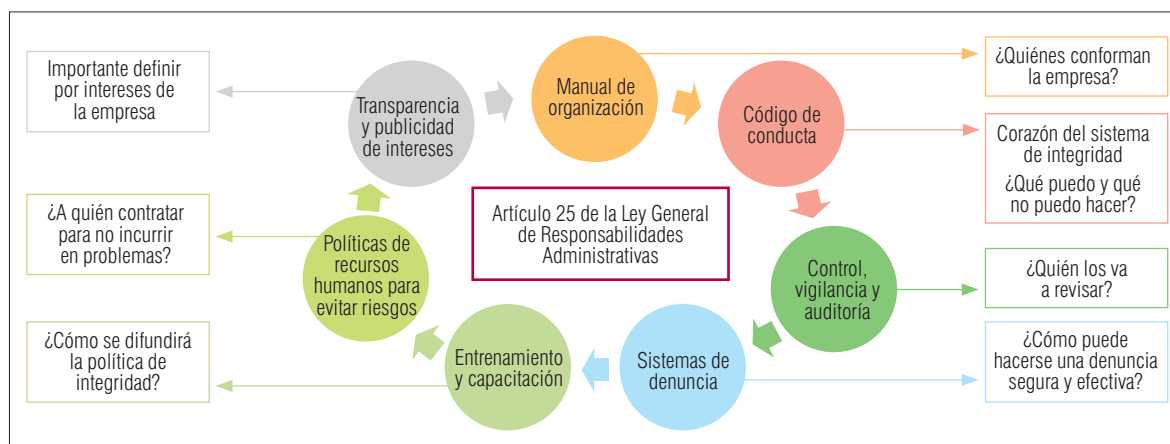 Importante definir
por intereses de
la empresa
Transparencia
y publicidad
de intereses
Manual de
organización
¿Quiénes conforman
la empresa?
Código de
conducta
Corazón del sistema
de integridad
¿Qué puedo y qué
no puedo hacer?
Artículo 25 de la Ley General
de Responsabilidades
Administrativas
¿A quién contratar
para no incurrir
en problemas?
Políticas de
recursos
humanos para
evitar riesgos
Control,
vigilancia y
auditoría
¿Quién los va
a revisar?
¿Cómo se difundirá
la política de
integridad?
Entrenamiento
y capacitación
Sistemas de
denuncia
¿Cómo puede
hacerse una denuncia
segura y efectiva?